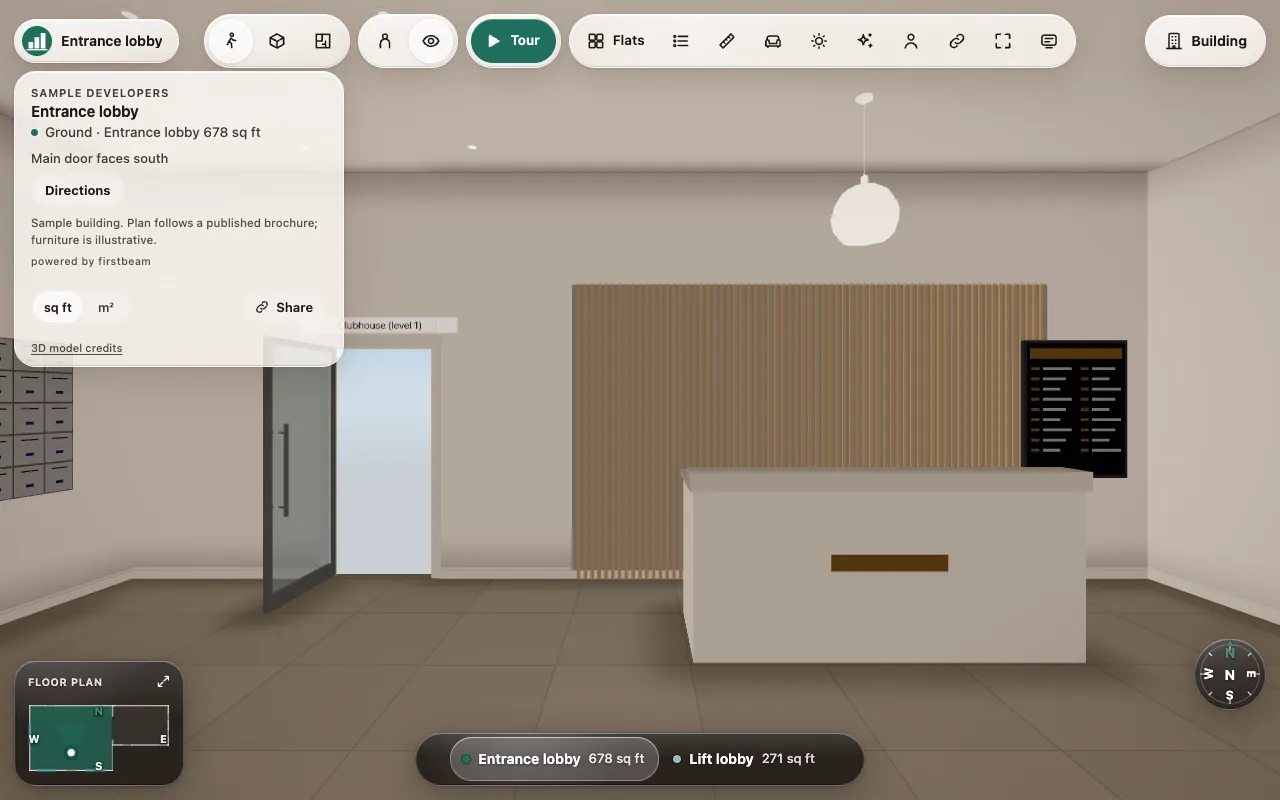 Entrance lobby
Tour
Flats
Building
SAMPLE DEVELOPERS
Entrance lobby
Ground · Entrance lobby 678 sq ft
Main door faces south
Directions
Sample building. Plan follows a published brochure;
furniture is illustrative.
powered by firstbeam
sq ft
m²
Share
3D model credits
(level 1)
FLOOR PLAN
N
W
E
S
N
W
N
E
S
Entrance lobby 678 sq ft
Lift lobby 271 sq ft